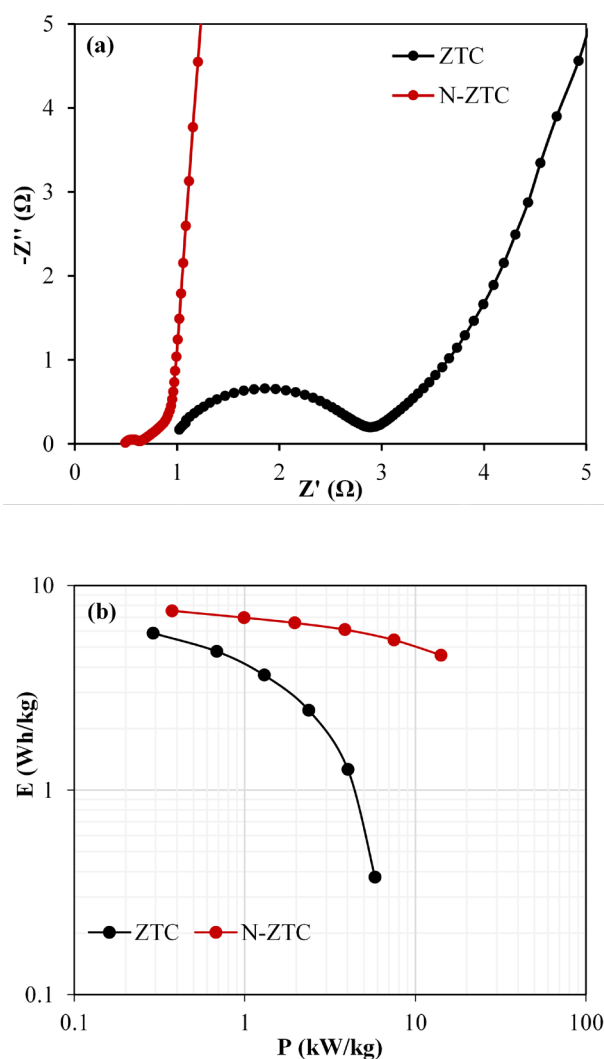 (a)
ZTC
N-ZTC
5
4
3
2
1
0
-Z'' (Ω)
0 1 2 3 4 5
Z' (Ω)
(b)
10
1
0.1
E (Wh/kg)
ZTC N-ZTC
0.1 1 10 100
P (kW/kg)